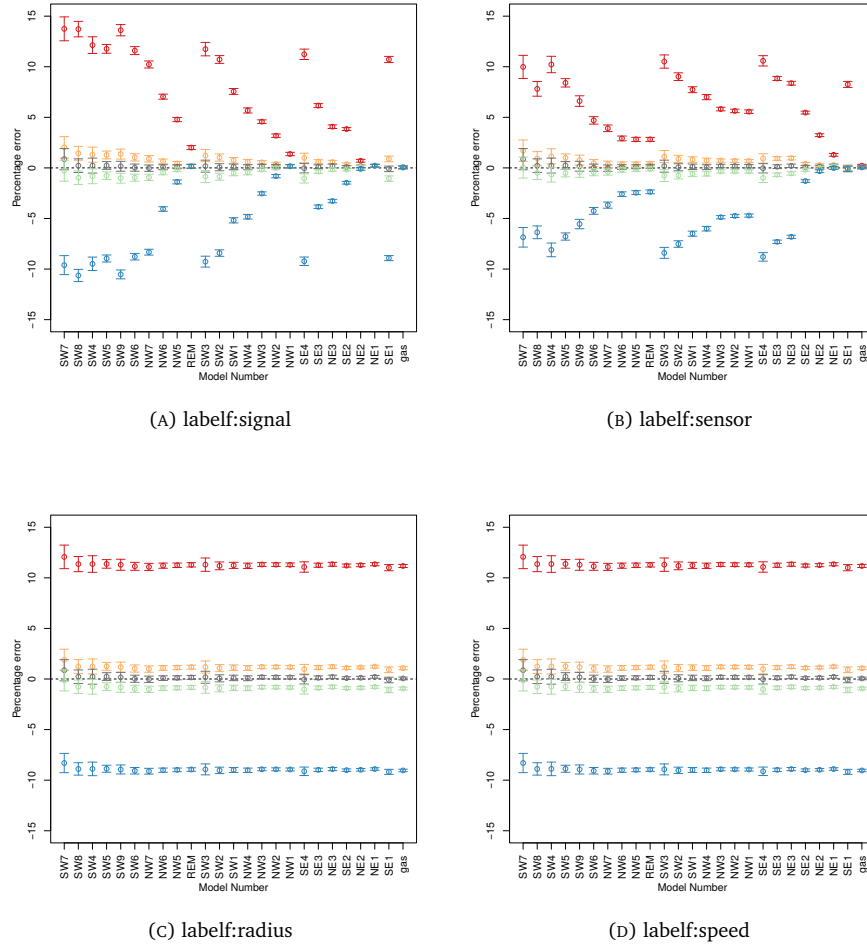 Percentage error
15
10
5
0
−5
−10
−15
SW7 SW8 SW4 SW5 SW9 SW6 NW7 NW6 NW5 REM SW3 SW2 SW1 NW4 NW3 NW2 NW1 SE4 SE3 NE3 SE2 NE2 NE1 SE1 gas
Model Number
(A) labelf:signal
Percentage error
15
10
5
0
−5
−10
−15
SW7 SW8 SW4 SW5 SW9 SW6 NW7 NW6 NW5 REM SW3 SW2 SW1 NW4 NW3 NW2 NW1 SE4 SE3 NE3 SE2 NE2 NE1 SE1 gas
Model Number
(B) labelf:sensor
Percentage error
15
10
5
0
−5
−10
−15
SW7 SW8 SW4 SW5 SW9 SW6 NW7 NW6 NW5 REM SW3 SW2 SW1 NW4 NW3 NW2 NW1 SE4 SE3 NE3 SE2 NE2 NE1 SE1 gas
Model Number
(C) labelf:radius
Percentage error
15
10
5
0
−5
−10
−15
SW7 SW8 SW4 SW5 SW9 SW6 NW7 NW6 NW5 REM SW3 SW2 SW1 NW4 NW3 NW2 NW1 SE4 SE3 NE3 SE2 NE2 NE1 SE1 gas
Model Number
(D) labelf:speed